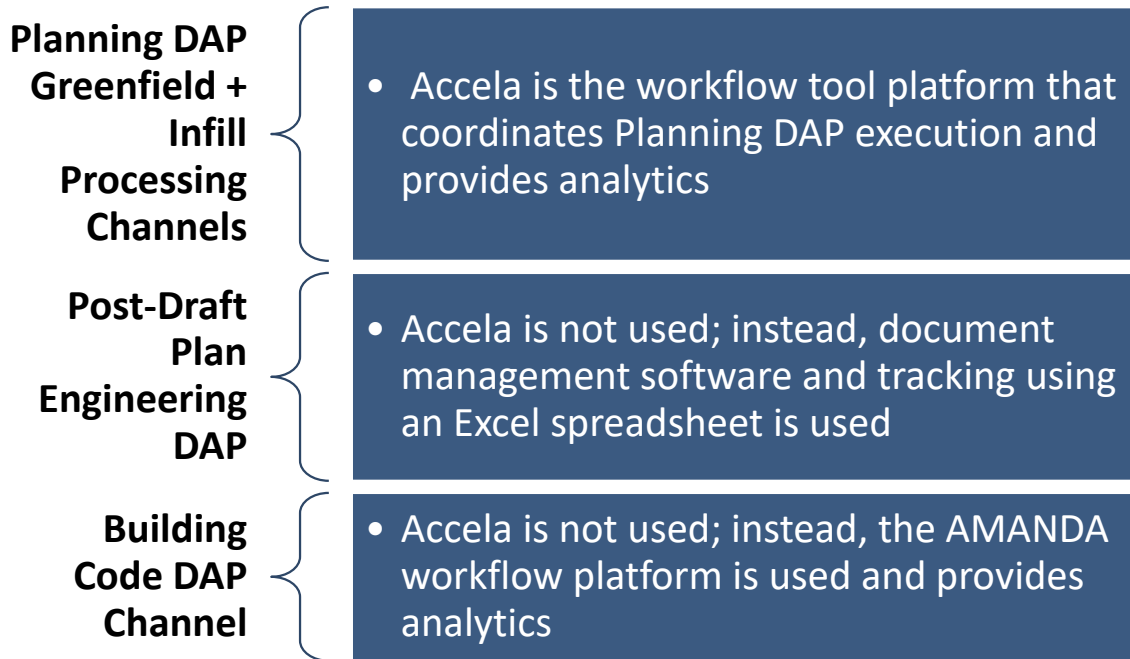 Planning DAP
Greenfield +
Infill
Processing
Channels
• Accela is the workflow tool platform that
coordinates Planning DAP execution and
provides analytics
Post-Draft
Plan
Engineering
DAP
• Accela is not used; instead, document
management software and tracking using
an Excel spreadsheet is used
Building
Code DAP
Channel
• Accela is not used; instead, the AMANDA
workflow platform is used and provides
analytics